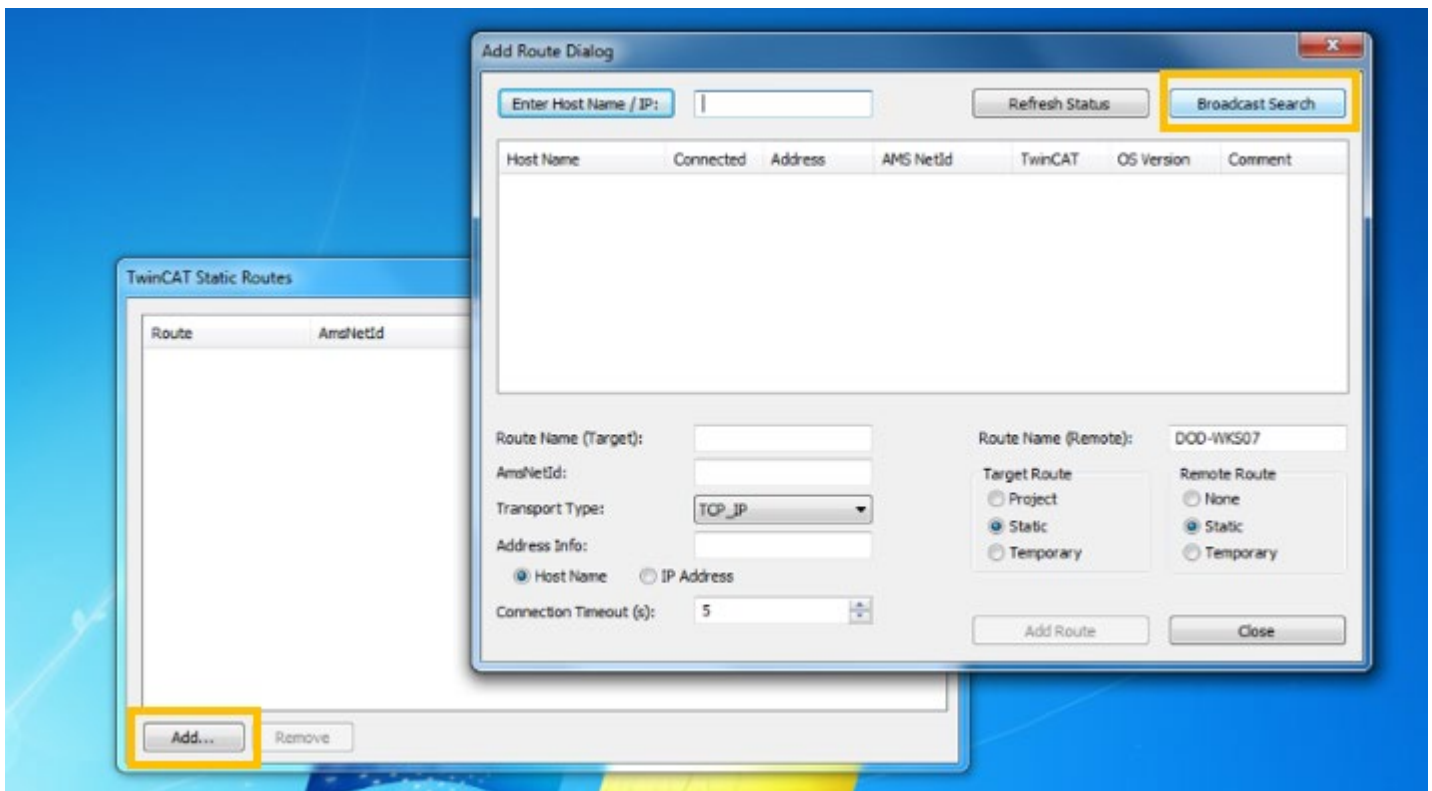 Add Route Dialog
Enter Host Name / IP: Refresh Status Broadcast Search
Host Name Connected Address AMS NetId TwinCAT OS Version Comment
TwinCAT Static Routes
Route AmsNetId
Route Name (Target): Route Name (Remote): DOD-WKS07
AmsNetId: Target Route Remote Route
Project None
Transport Type: TCP_IP
Static Static
Address Info:
Temporary Temporary
Host Name IP Address
Connection Timeout (s): 5
Add Route Close
Add... Remove